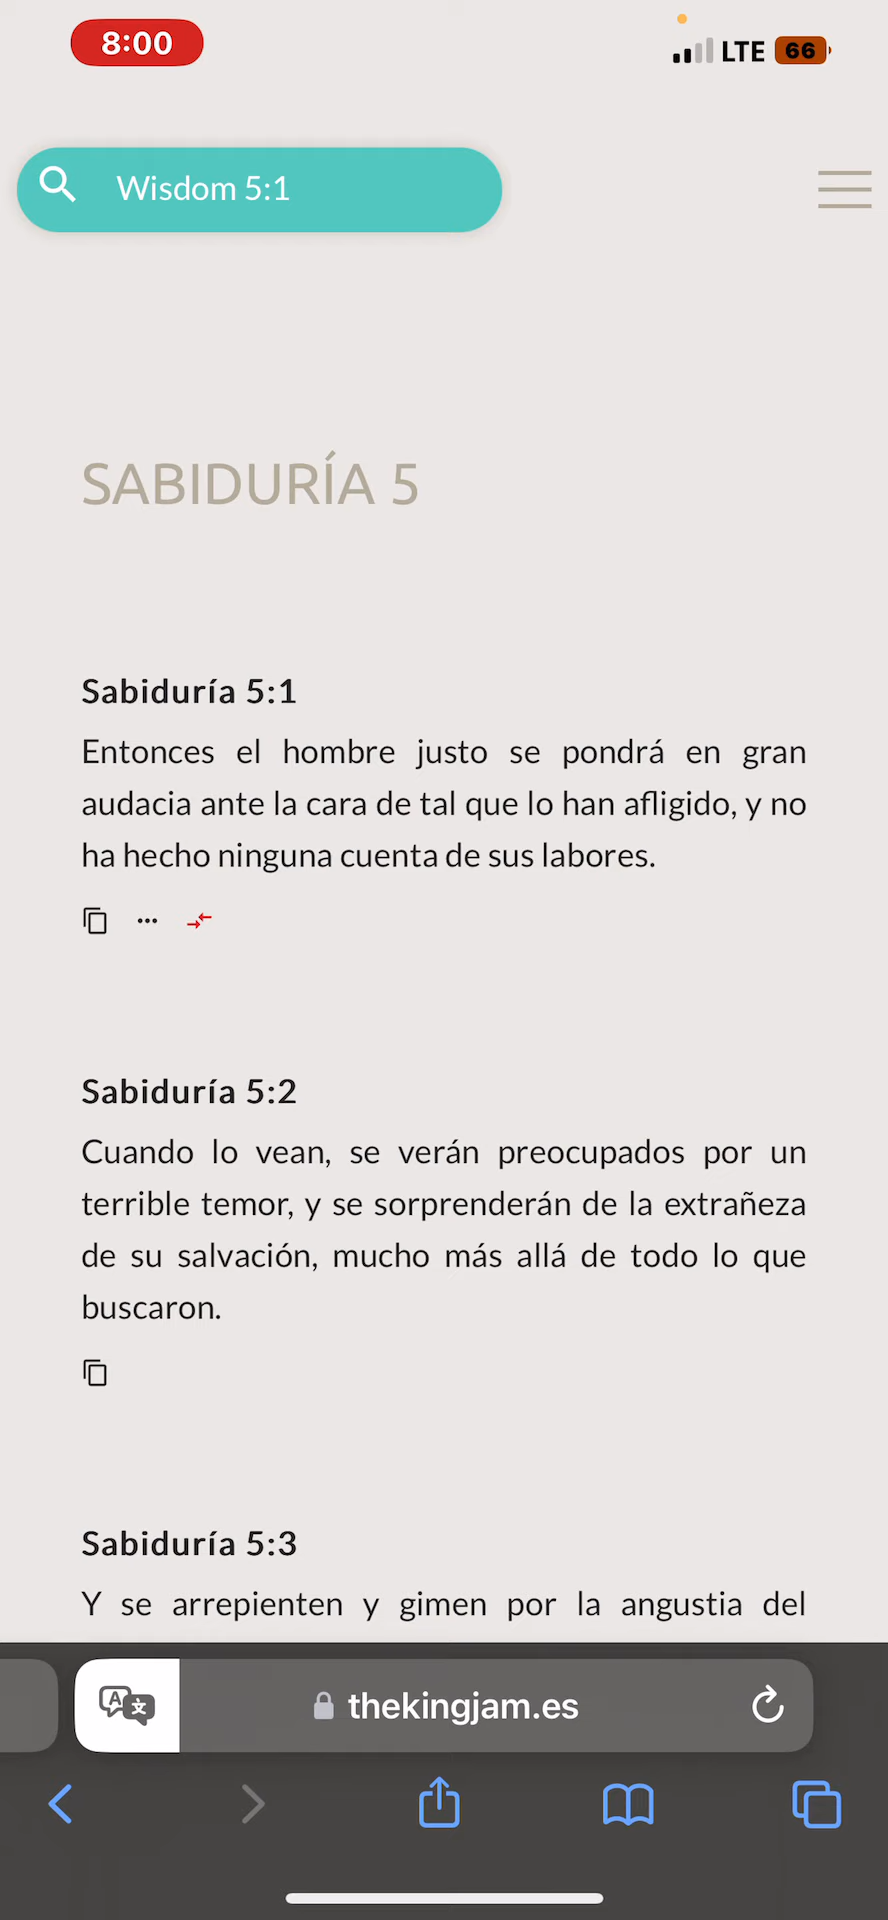 8:00
LTE 66
Wisdom 5:1
SABIDURÍA 5
Sabiduría 5:1
Entonces el hombre justo se pondrá en gran
audacia ante la cara de tal que lo han afligido, y no
ha hecho ninguna cuenta de sus labores.
Sabiduría 5:2
Cuando lo vean, se verán preocupados por un
terrible temor, y se sorprenderán de la extrañeza
de su salvación, mucho más allá de todo lo que
buscaron.
Sabiduría 5:3
Y se arrepienten y gimen por la angustia del
A 文 thekingjam.es